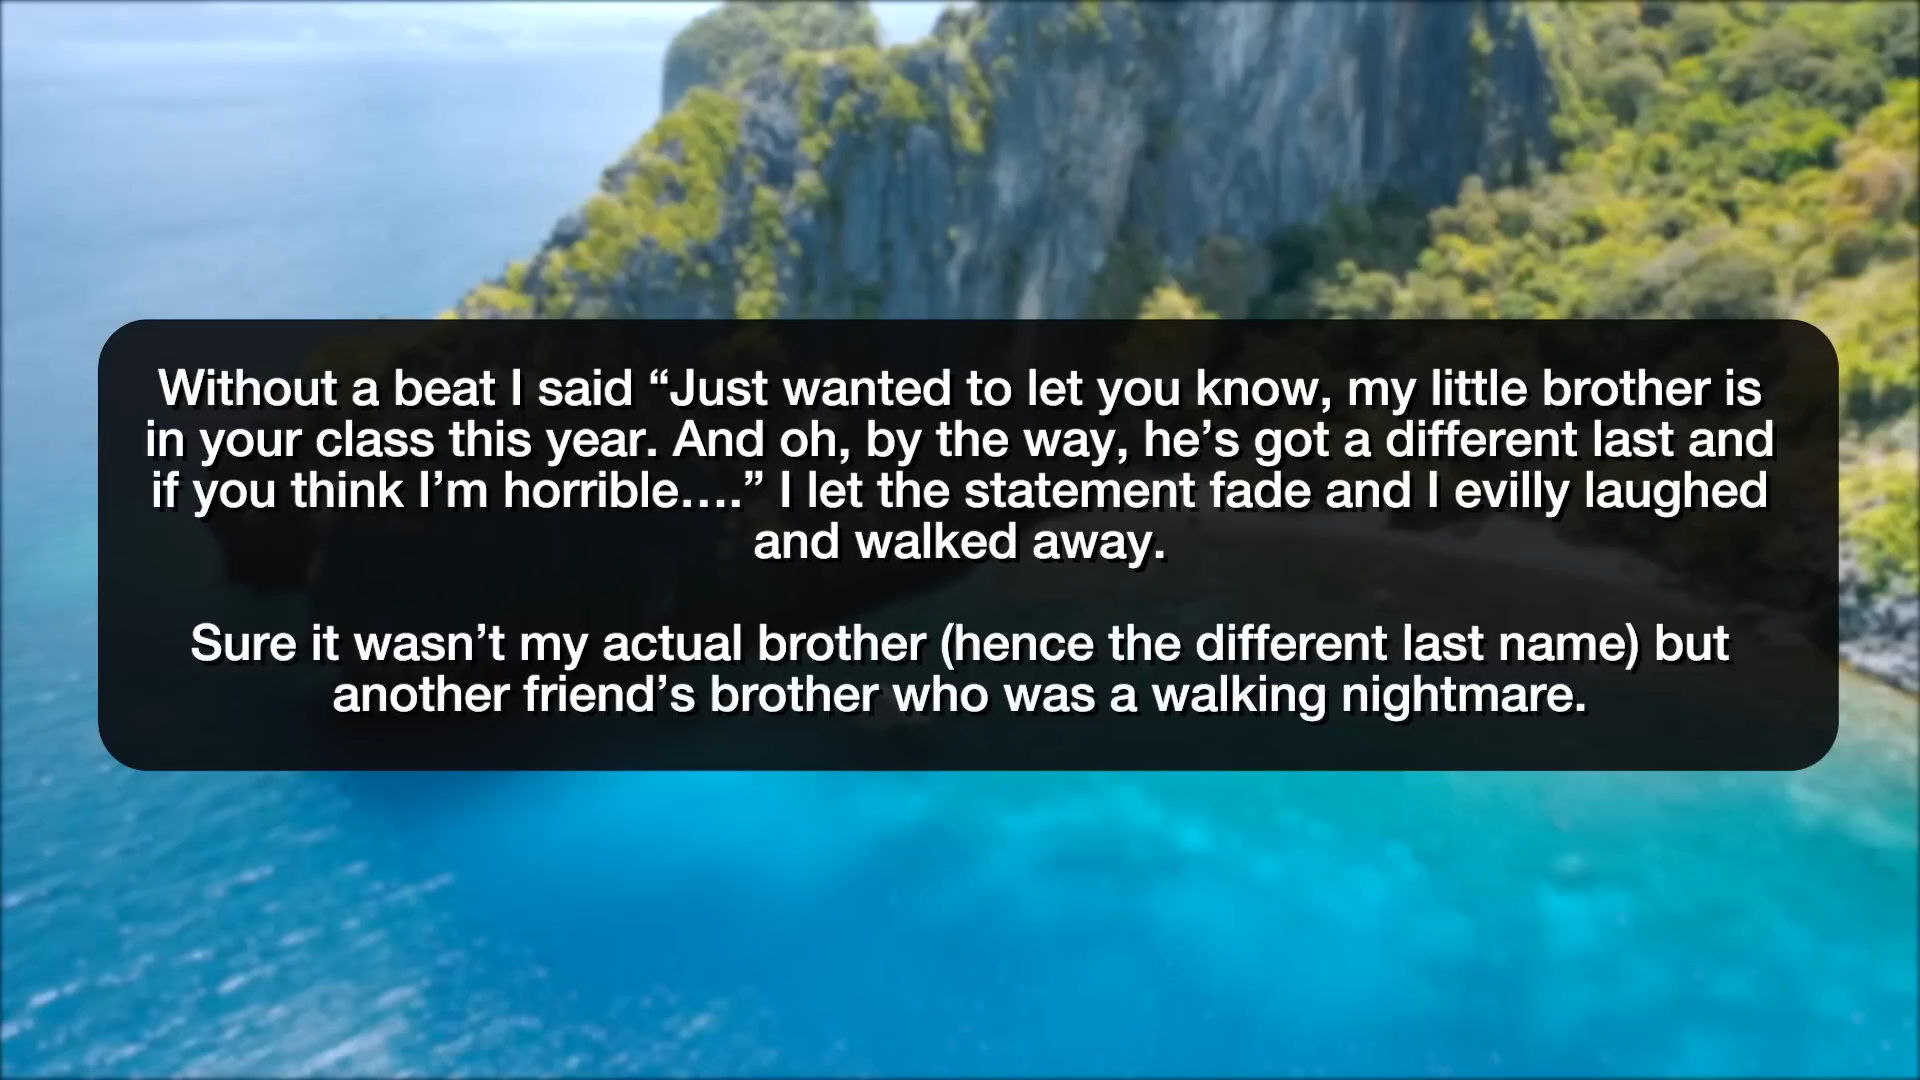 Without a beat I said “Just wanted to let you know, my little brother is
in your class this year. And oh, by the way, he’s got a different last and
if you think I’m horrible….” I let the statement fade and I evilly laughed
and walked away.
Sure it wasn’t my actual brother (hence the different last name) but
another friend’s brother who was a walking nightmare.